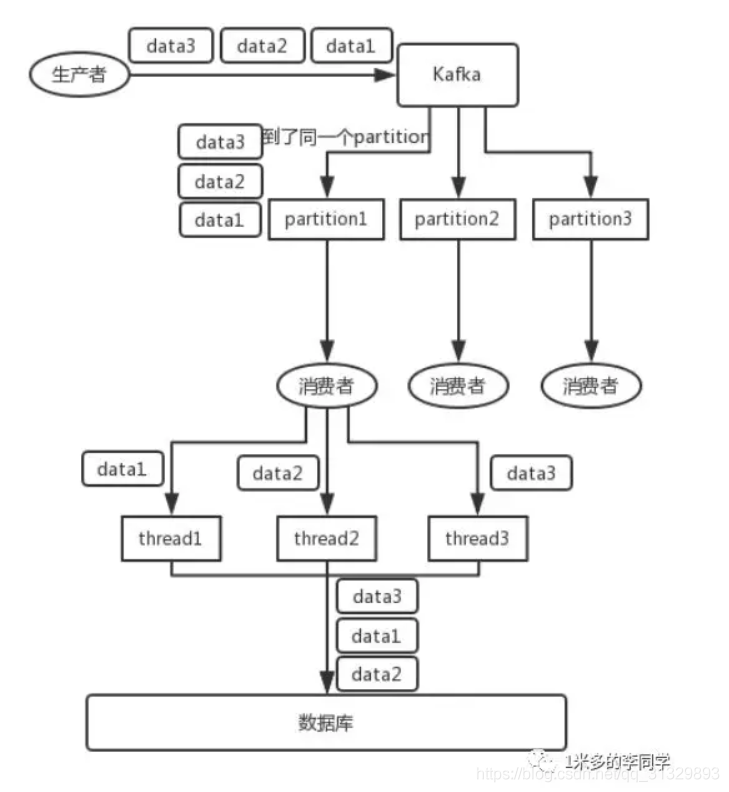 data3 data2 data1
生产者
Kafka
data3 到了同一个partition
data2
data1
partition1 partition2 partition3
消费者 消费者 消费者
data1 data2 data3
thread1 thread2 thread3
data3
data1
data2
数据库
1米多的李同学
https://blog.csdn.net/qq_31329893